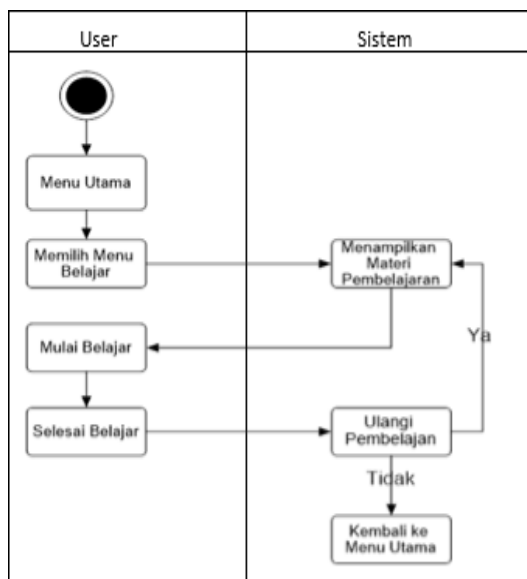 User
Sistem
Menu Utama
Memilih Menu
Belajar
Menampilkan
Materi
Pembelajaran
Mulai Belajar
Ya
Selesai Belajar
Ulangi
Pembelajan
Tidak
Kembali ke
Menu Utama